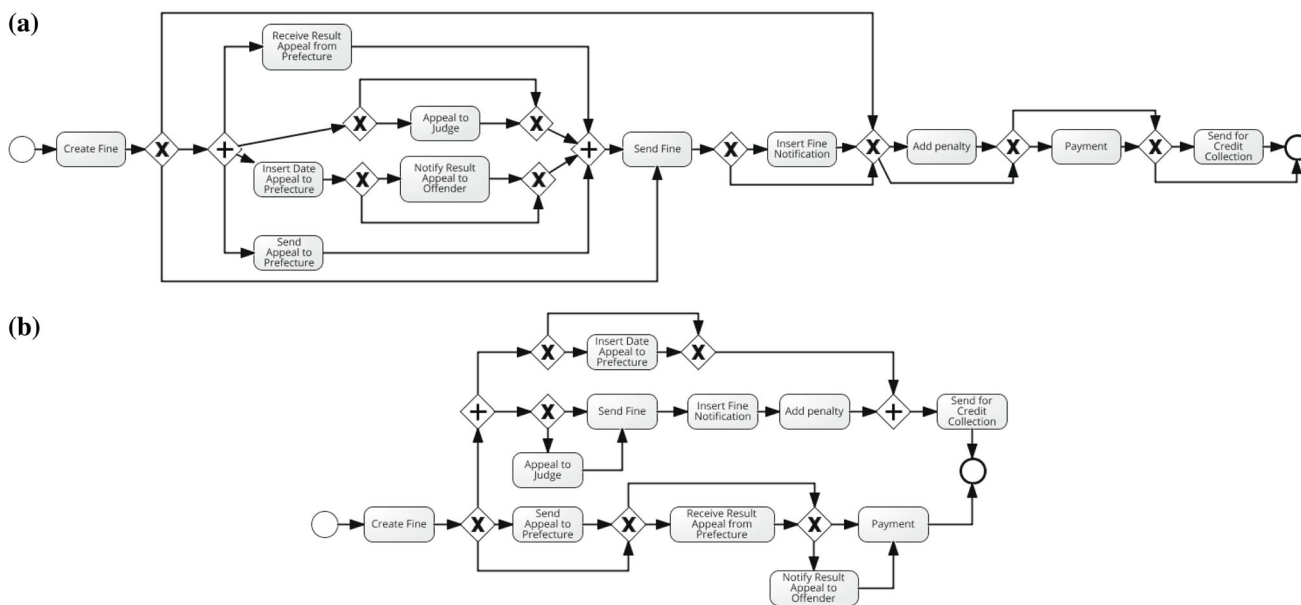 (a)
Receive Result
Appeal from
Prefecture
Appeal to
Judge
Create Fine
Insert Date
Appeal to
Prefecture
Notify Result
Appeal to
Offender
Send
Appeal to
Prefecture
Send Fine
Insert Fine
Notification
Add penalty
Payment
Send for
Credit
Collection
(b)
Insert Date
Appeal to
Prefecture
Send Fine
Insert Fine
Notification
Add penalty
Send for
Credit
Collection
Appeal to
Judge
Create Fine
Send
Appeal to
Prefecture
Receive Result
Appeal from
Prefecture
Payment
Notify Result
Appeal to
Offender